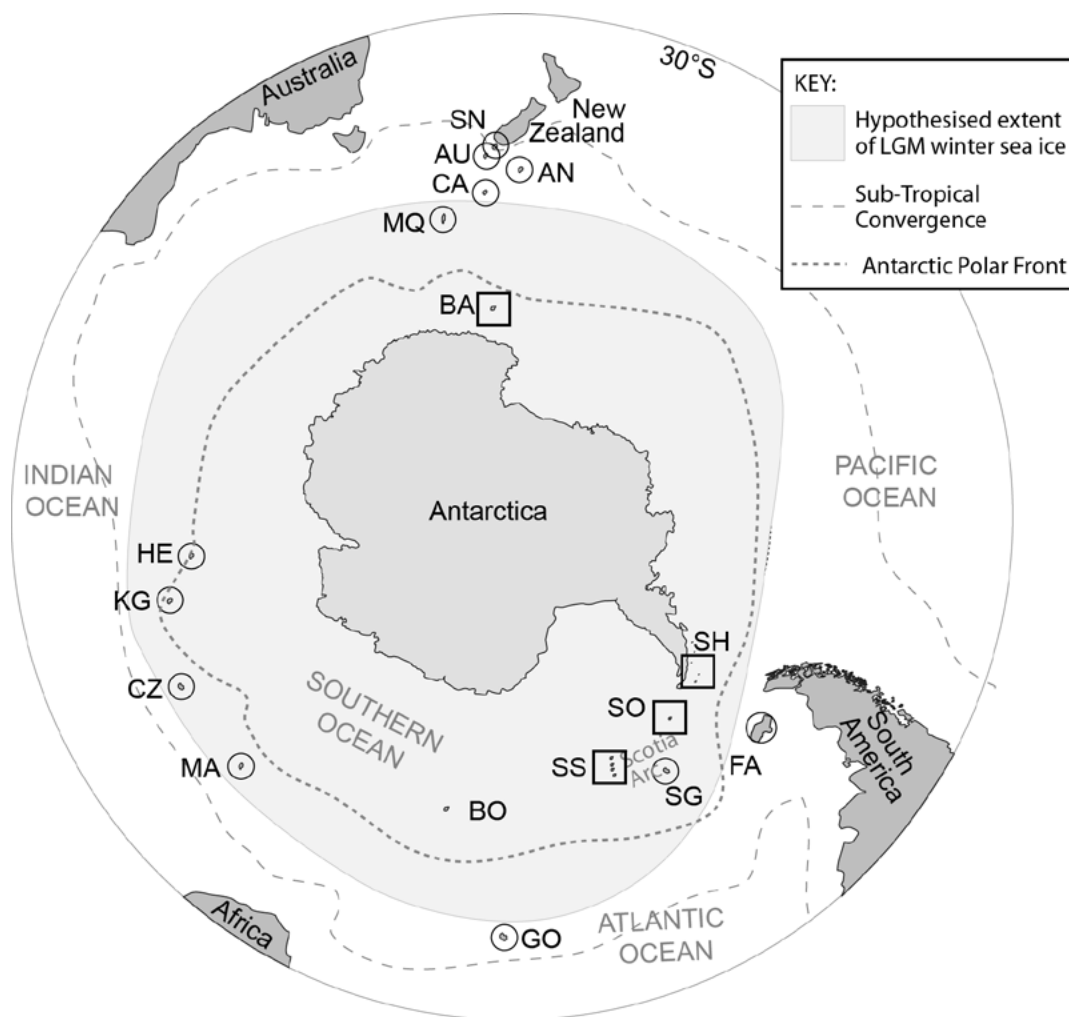 30°S
Australia
New
Zealand
SN
AU
AN
CA
MQ
BA
KEY:
Hypothesised extent
of LGM winter sea ice
Sub-Tropical
Convergence
Antarctic Polar Front
INDIAN
OCEAN
PACIFIC
OCEAN
Antarctica
HE
KG
CZ
MA
SOUTHERN
OCEAN
SH
SO
SS
Scotia
Arc
SG
FA
South
America
BO
Africa
GO
ATLANTIC
OCEAN